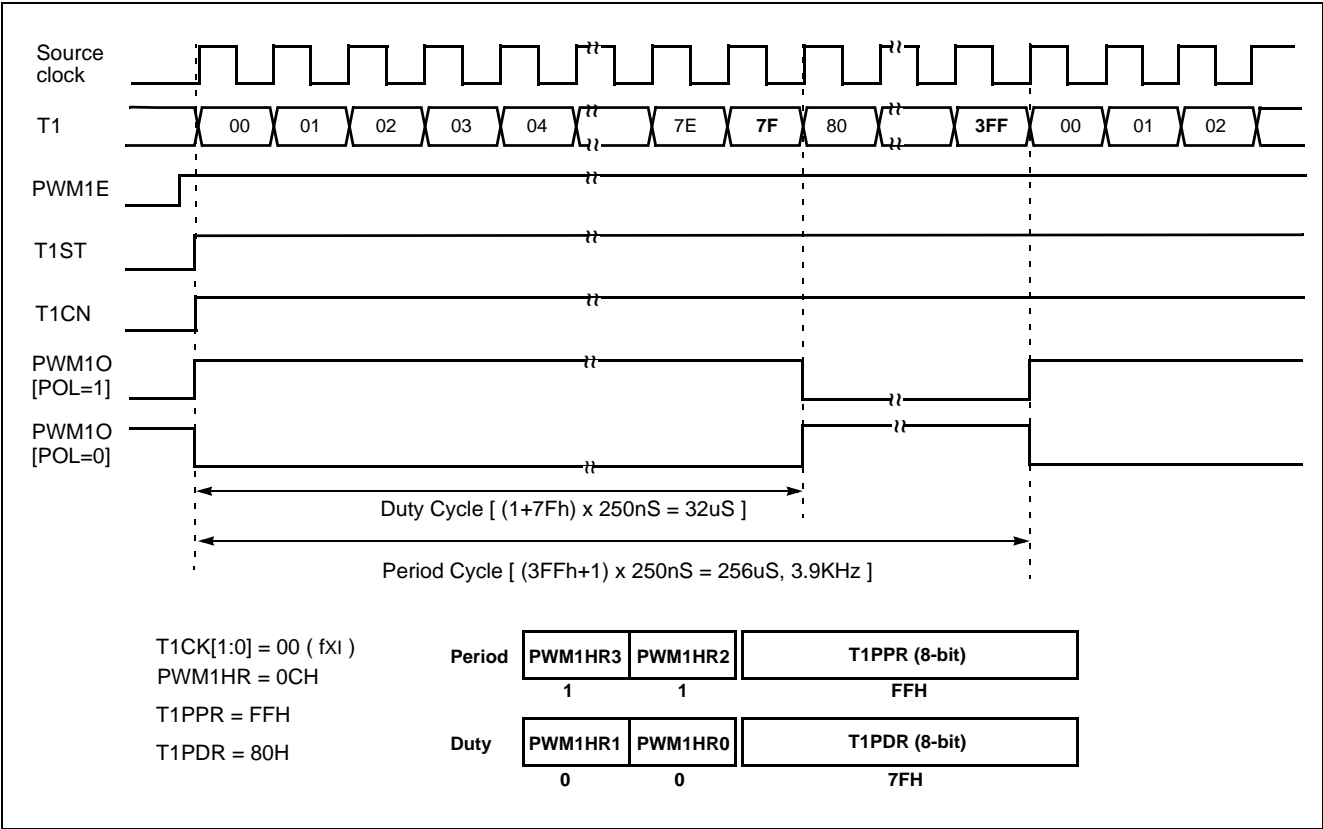 Source
clock
T1 00 01 02 03 04 7E 7F 80 3FF 00 01 02
PWM1E
T1ST
T1CN
PWM1O
[POL=1]
PWM1O
[POL=0]
Duty Cycle [ (1+7Fh) x 250nS = 32uS ]
Period Cycle [ (3FFh+1) x 250nS = 256uS, 3.9KHz ]
T1CK[1:0] = 00 ( fXI )
PWM1HR = 0CH
T1PPR = FFH
T1PDR = 80H
Period PWM1HR3 PWM1HR2 T1PPR (8-bit)
1 1 FFH
Duty PWM1HR1 PWM1HR0 T1PDR (8-bit)
0 0 7FH